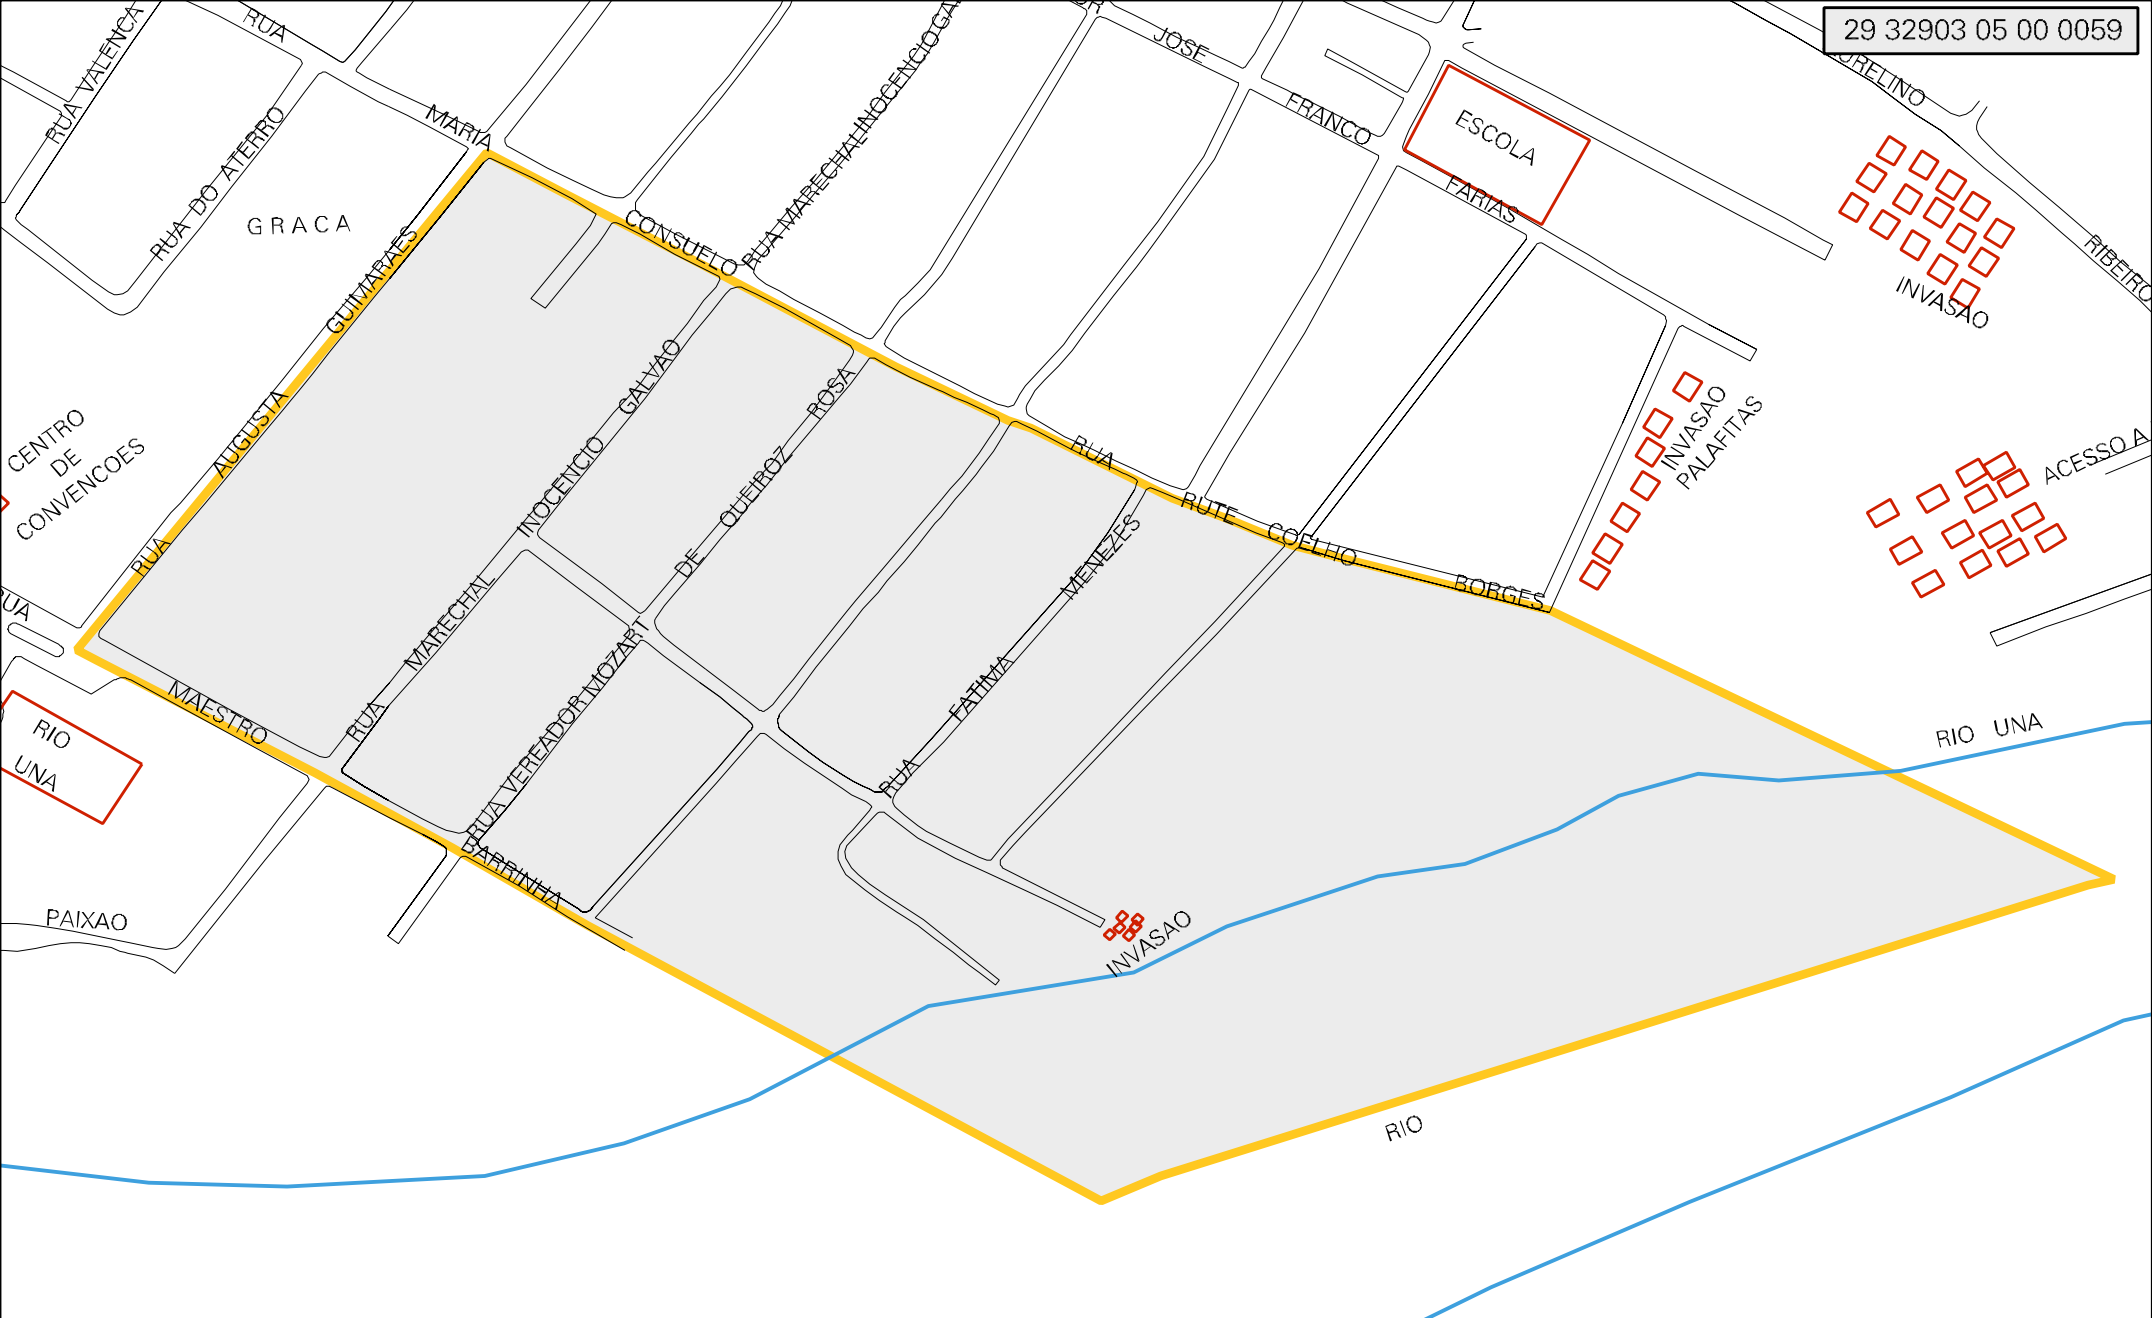 29 32903 05 00 0059
RUA VALENCA
RUA
RUA DO ATERRO
MARIA
CONSUELO
GRACA
RUA MARECHAL INOCENCIO
JOSE
FRANCO
FARIAS
ESCOLA
RIBEIRO
INVASAO
INVASAO
PALAFITAS
ACESSO A
CENTRO
DE
CONVENCOES
RUA AUGUSTA GUIMARAES
RUA MARECHAL INOCENCIO GALVAO
RUA VEREADOR MOZART
DE QUEIROZ ROSA
RUA FATIMA MENEZES
RUA RUTE COELHO BORGES
MAESTRO
BARRINHA
RIO
UNA
PAIXAO
INVASAO
RIO UNA
RIO